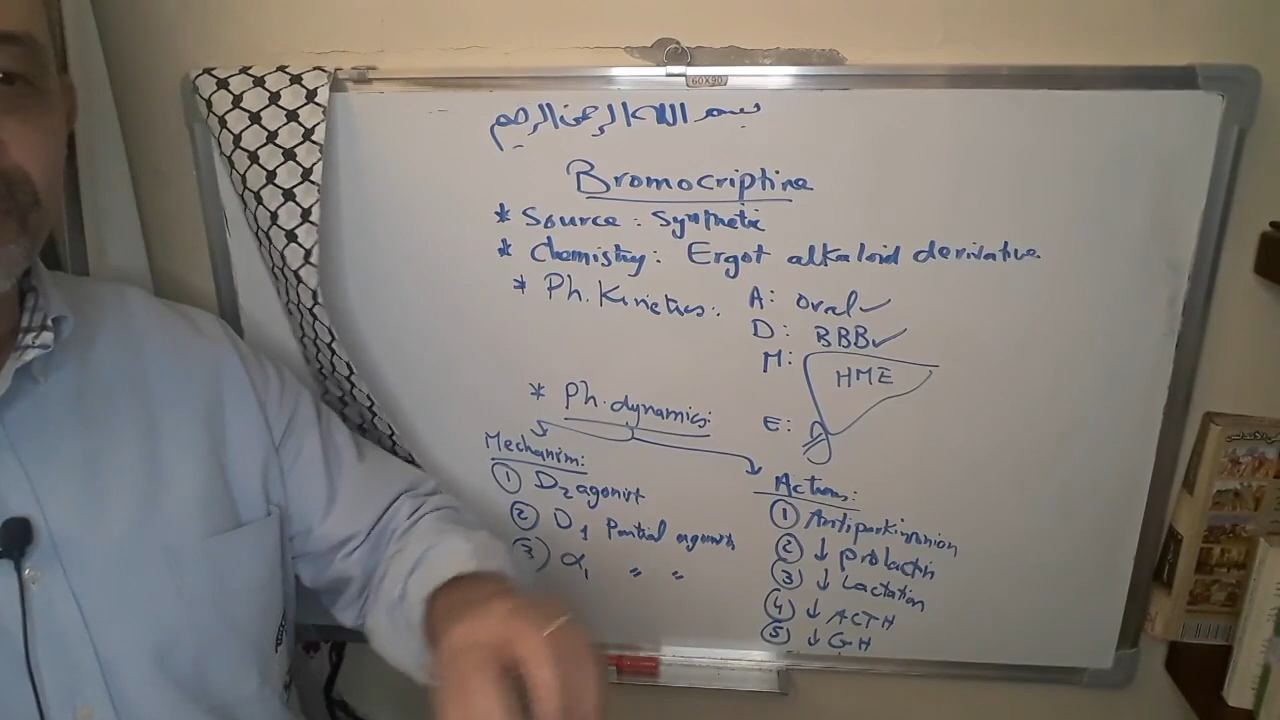 60X90
بسم الله الرحمن الرحيم
Bromocriptine
* Source : Synthetic
* Chemistry : Ergot alkaloid derivative
* Ph. Kinetics : A : oral ✓
D : BBB ✓
M :
HME
E :
* Ph. dynamics :
Mechanism :
① D2 agonist
② D1 Partial agonist
③ α1 " "
Actions :
① Antiparkinsonian
② ↓ prolactin
③ ↓ Lactation
④ ↓ ACTH
⑤ ↓ GH